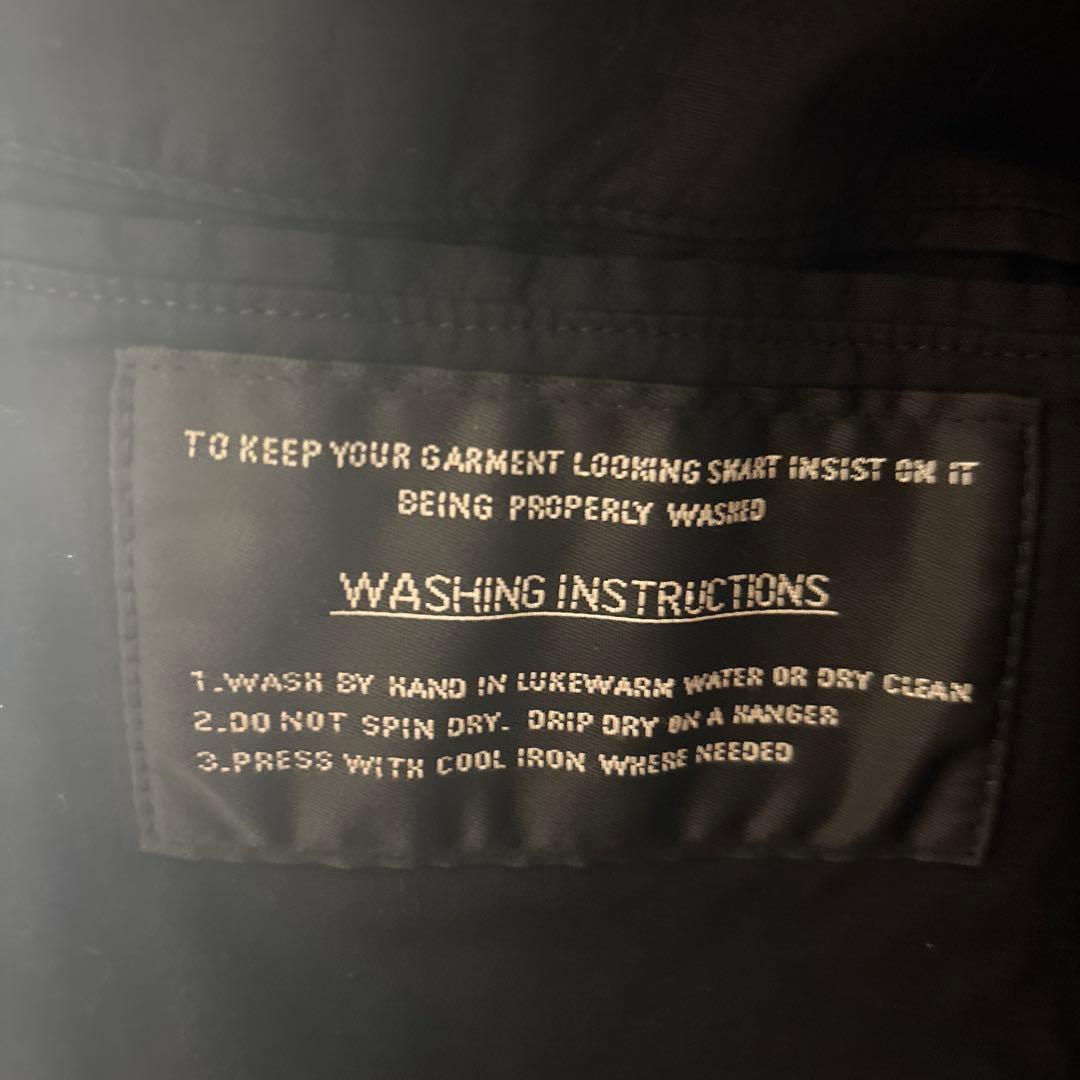 TO KEEP YOUR GARMENT LOOKING SMART INSIST ON IT
BEING PROPERLY WASHED
WASHING INSTRUCTIONS
1.WASH BY HAND IN LUKEWARM WATER OR DRY CLEAN
2.DO NOT SPIN DRY. DRIP DRY ON A HANGER
3.PRESS WITH COOL IRON WHERE NEEDED